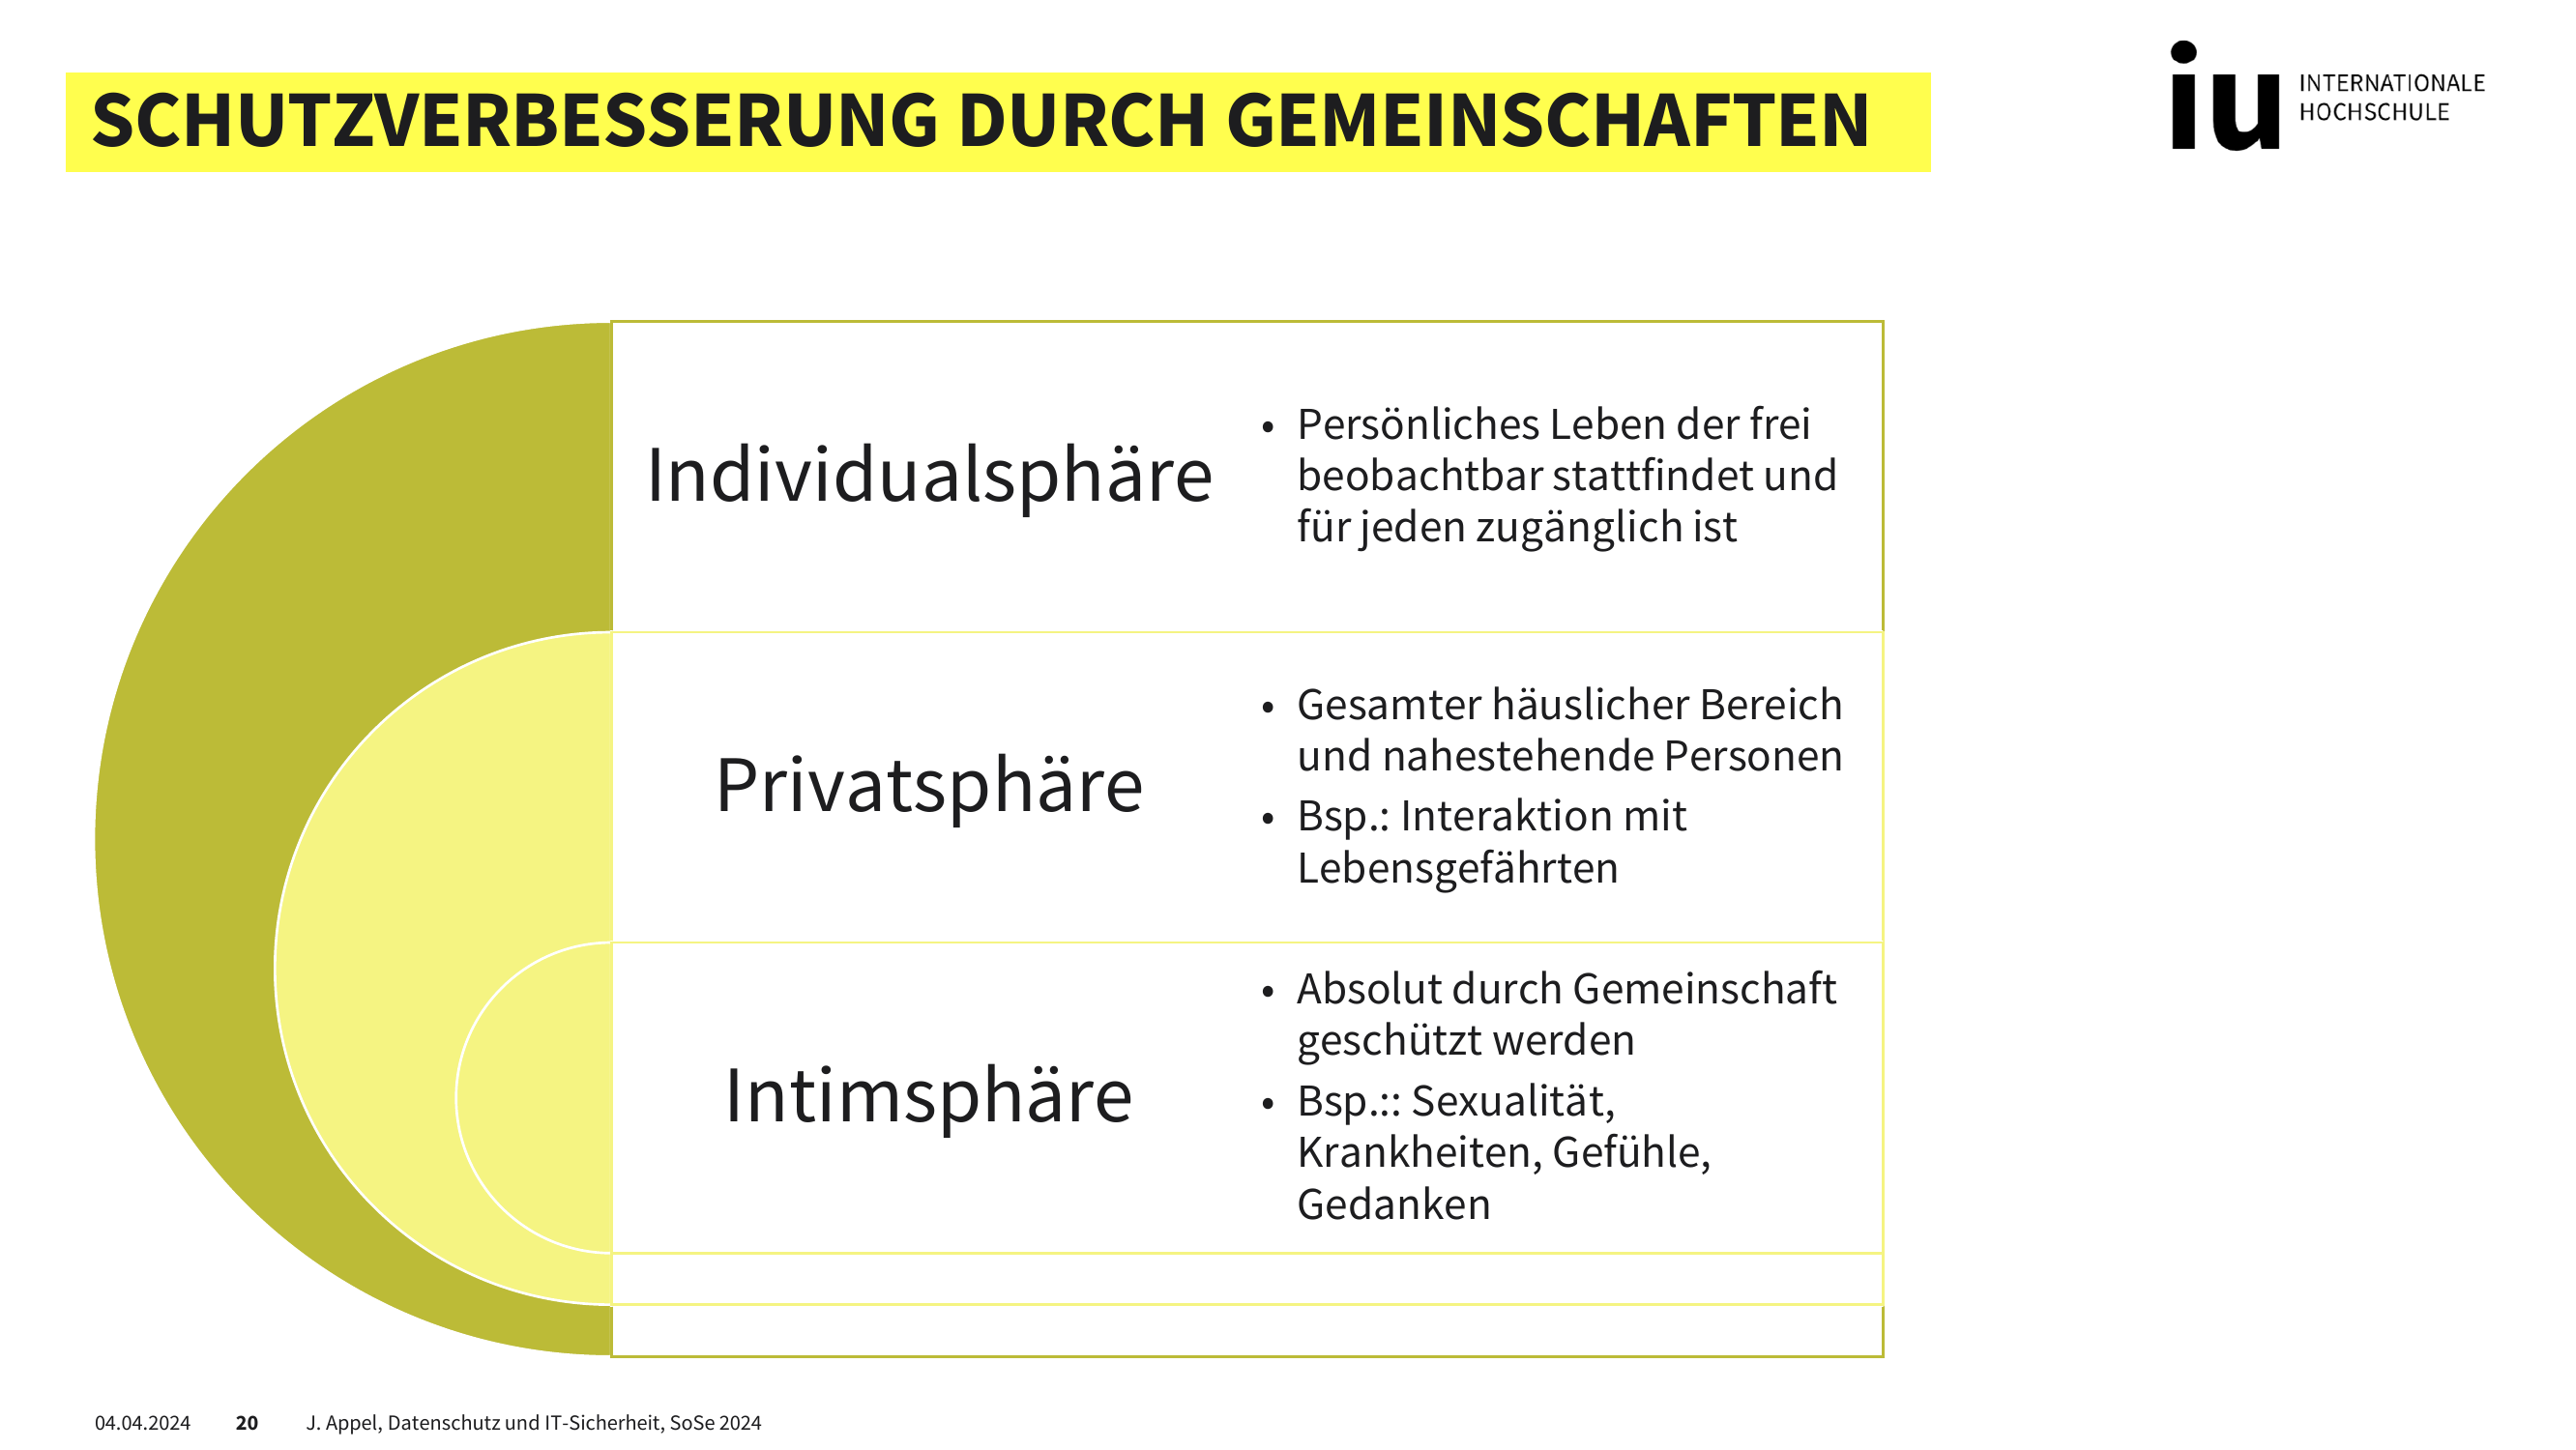 SCHUTZVERBESSERUNG DURCH GEMEINSCHAFTEN
iu INTERNATIONALE
HOCHSCHULE
Individualsphäre
• Persönliches Leben der frei
beobachtbar stattfindet und
für jeden zugänglich ist
Privatsphäre
• Gesamter häuslicher Bereich
und nahestehende Personen
• Bsp.: Interaktion mit
Lebensgefährten
Intimsphäre
• Absolut durch Gemeinschaft
geschützt werden
• Bsp.:: Sexualität,
Krankheiten, Gefühle,
Gedanken
04.04.2024 20 J. Appel, Datenschutz und IT-Sicherheit, SoSe 2024